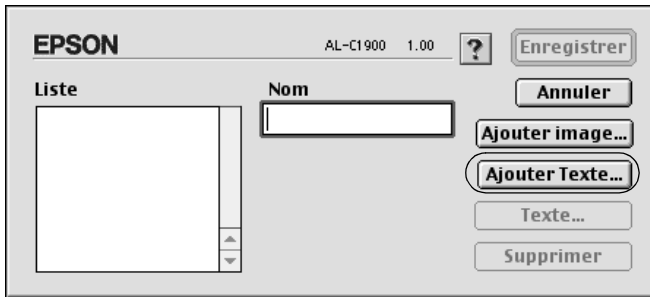 EPSON AL-C1900 1.00 ? Enregistrer
Liste Nom Annuler
Ajouter image...
Ajouter Texte...
Texte...
Supprimer